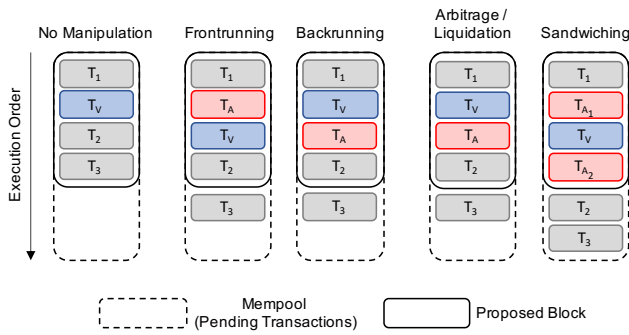 No Manipulation
Frontrunning
Backrunning
Arbitrage /
Liquidation
Sandwiching
Execution Order
T1
TV
T2
T3
T1
TA
TV
T2
T3
T1
TV
TA
T2
T3
T1
TV
TA
T2
T3
T1
TA1
TV
TA2
T2
T3
Mempool
(Pending Transactions)
Proposed Block